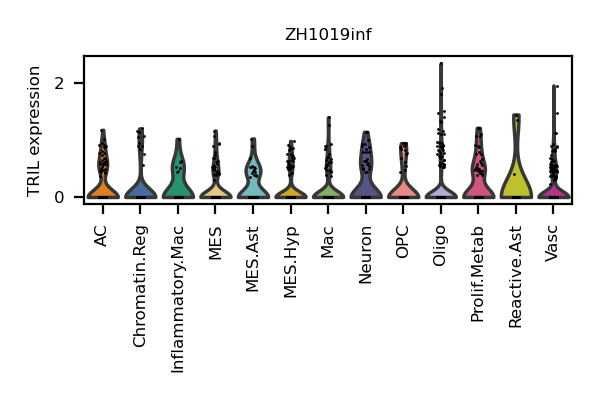 ZH1019inf
TRIL expression
2
0
AC
Chromatin.Reg
Inflammatory.Mac
MES
MES.Ast
MES.Hyp
Mac
Neuron
OPC
Oligo
Prolif.Metab
Reactive.Ast
Vasc